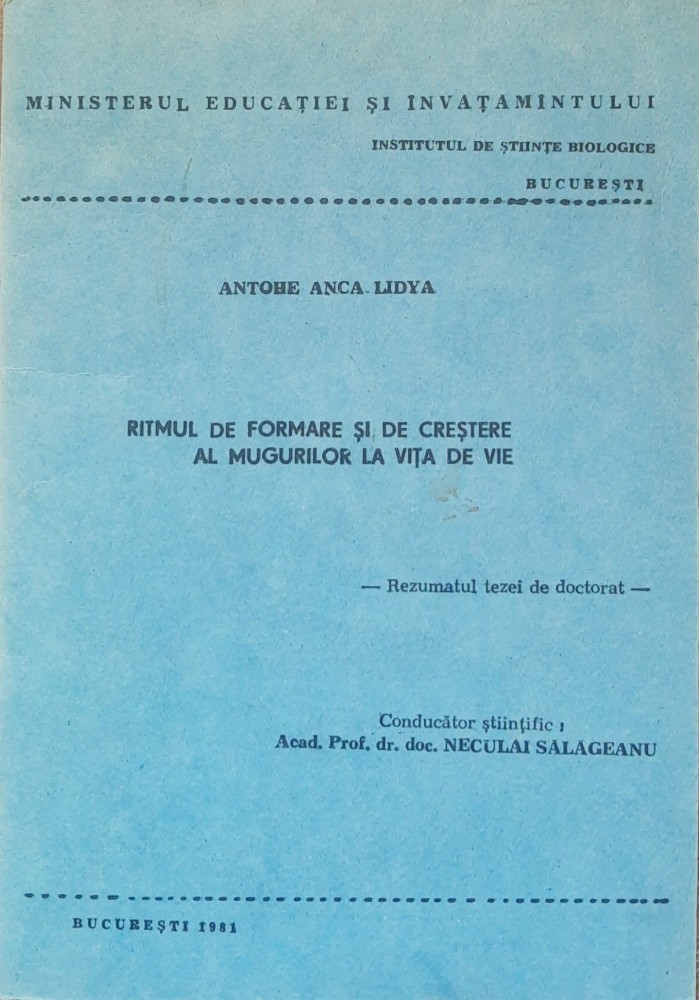 MINISTERUL EDUCAȚIEI ȘI ÎNVAȚAMÎNTULUI
INSTITUTUL DE ȘTIINȚE BIOLOGICE
BUCUREȘTI
ANTOHE ANCA LIDYA
RITMUL DE FORMARE ȘI DE CREȘTERE
AL MUGURILOR LA VIȚA DE VIE
— Rezumatul tezei de doctorat —
Conducător științific :
Acad. Prof. dr. doc. NECULAI SALAGEANU
BUCUREȘTI 1981